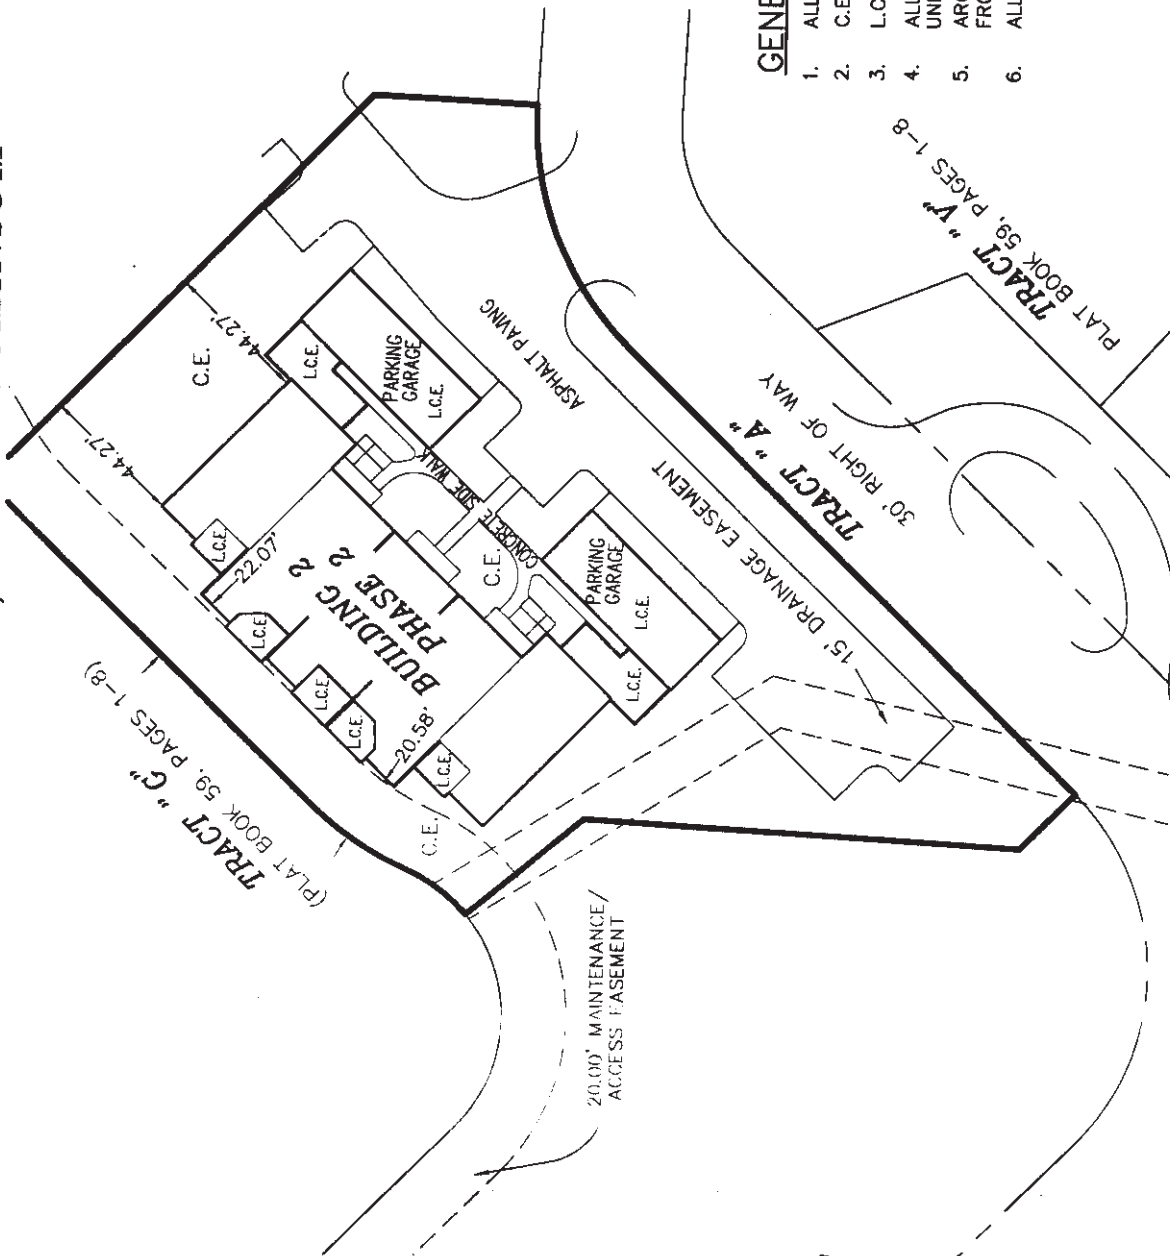 GENE
1. ALL
2. C.E
3. L.C
4. ALL
UNI
5. ARC
FRO
6. ALL
TRACT "V"
PLAT BOOK 59, PAGES 1-8
C.E.
44.27'
44.27'
L.C.E.
PARKING
GARAGE
L.C.E.
ASPHALT PAVING
CONCRETE SIDE WALK
C.E.
L.C.E.
22.07'
BUILDING 2
PHASE 2
L.C.E.
L.C.E.
L.C.E.
20.58'
L.C.E.
PARKING
GARAGE
L.C.E.
L.C.E.
TRACT "A"
30' RIGHT OF WAY
15' DRAINAGE EASEMENT
TRACT "C"
(PLAT BOOK 59, PAGES 1-8)
C.E.
20.00' MAINTENANCE/
ACCESS EASEMENT